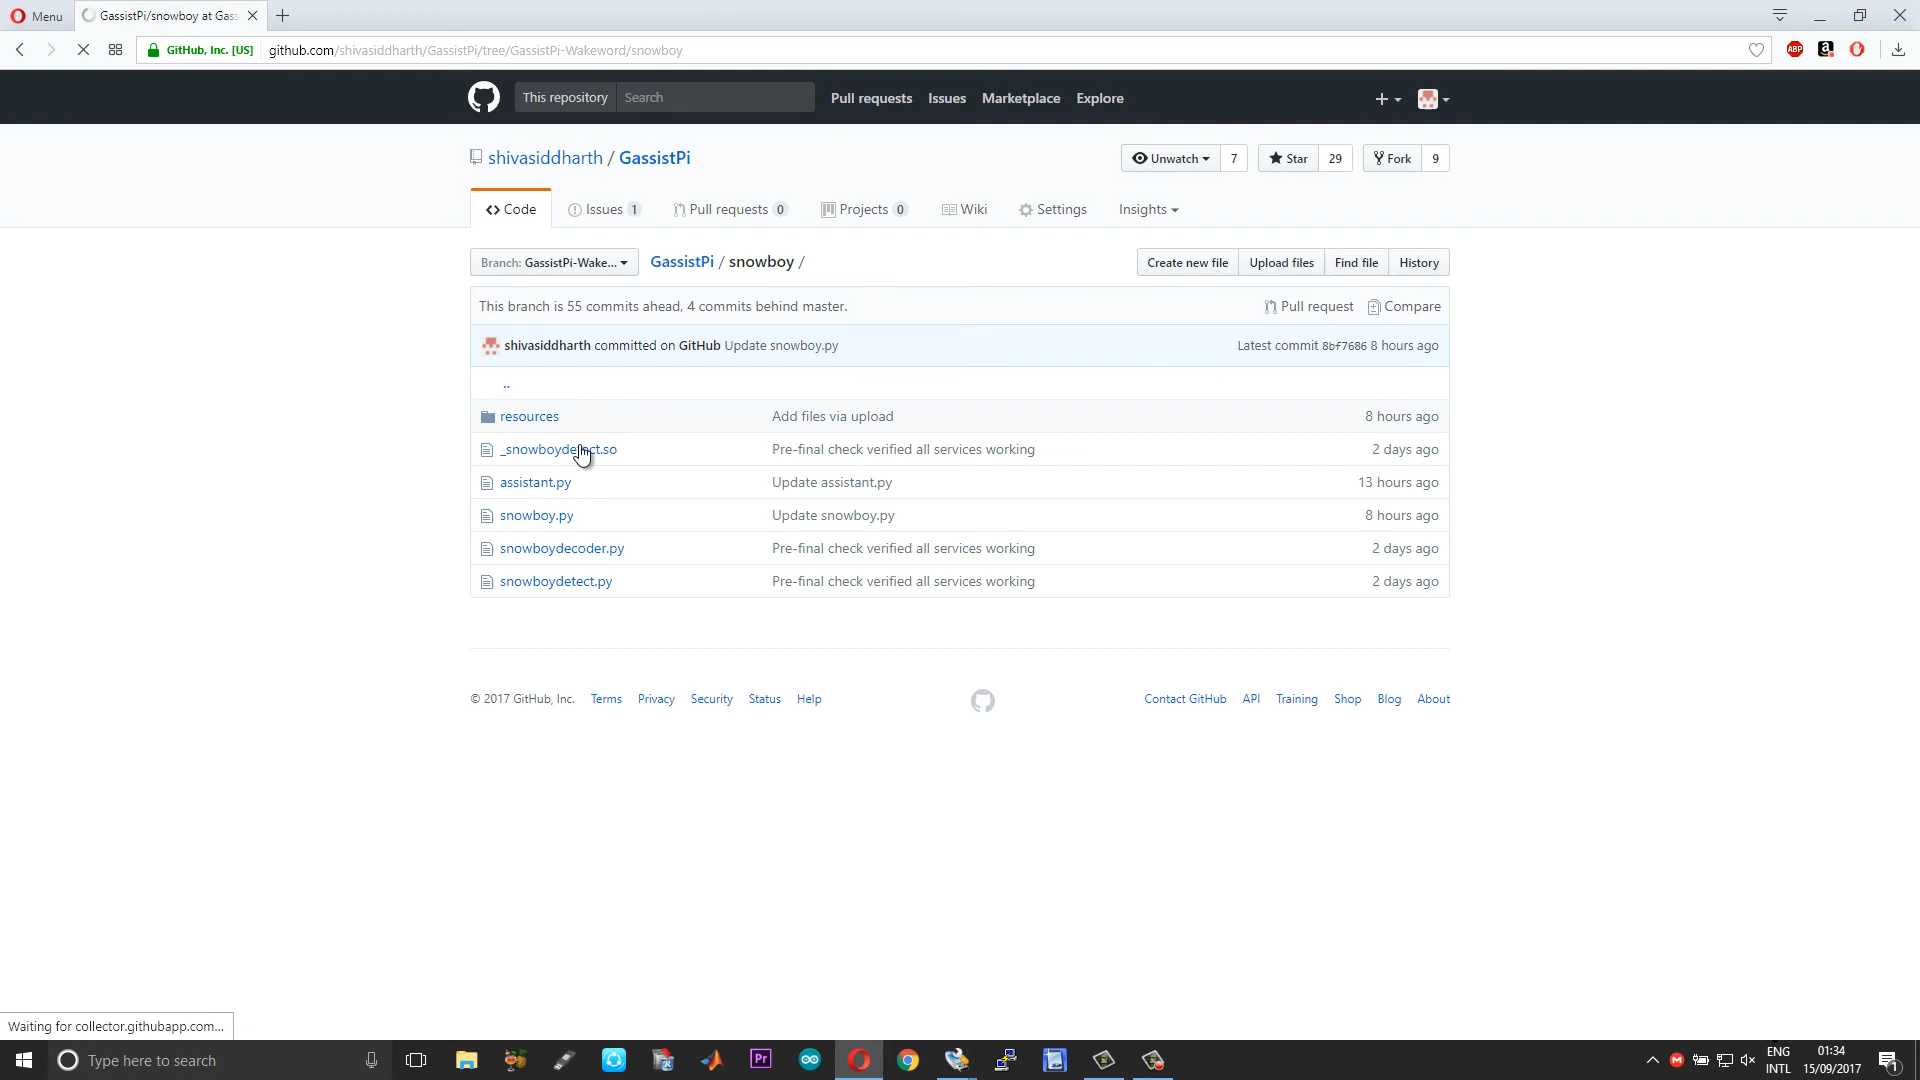 Menu
GassistPi/snowboy at Gass
GitHub, Inc. [US]
github.com/shivasiddharth/GassistPi/tree/GassistPi-Wakeword/snowboy
ABP
a
This repository
Search
Pull requests
Issues
Marketplace
Explore
shivasiddharth / GassistPi
Unwatch
7
Star
29
Fork
9
Code
Issues 1
Pull requests 0
Projects 0
Wiki
Settings
Insights
Branch: GassistPi-Wake...
GassistPi / snowboy /
Create new file
Upload files
Find file
History
This branch is 55 commits ahead, 4 commits behind master.
Pull request
Compare
shivasiddharth committed on GitHub Update snowboy.py
Latest commit 8bf7686 8 hours ago
..
resources
Add files via upload
8 hours ago
_snowboydetect.so
Pre-final check verified all services working
2 days ago
assistant.py
Update assistant.py
13 hours ago
snowboy.py
Update snowboy.py
8 hours ago
snowboydecoder.py
Pre-final check verified all services working
2 days ago
snowboydetect.py
Pre-final check verified all services working
2 days ago
© 2017 GitHub, Inc.
Terms
Privacy
Security
Status
Help
Contact GitHub
API
Training
Shop
Blog
About
Waiting for collector.githubapp.com...
Type here to search
Pr
ENG
INTL
01:34
15/09/2017
1